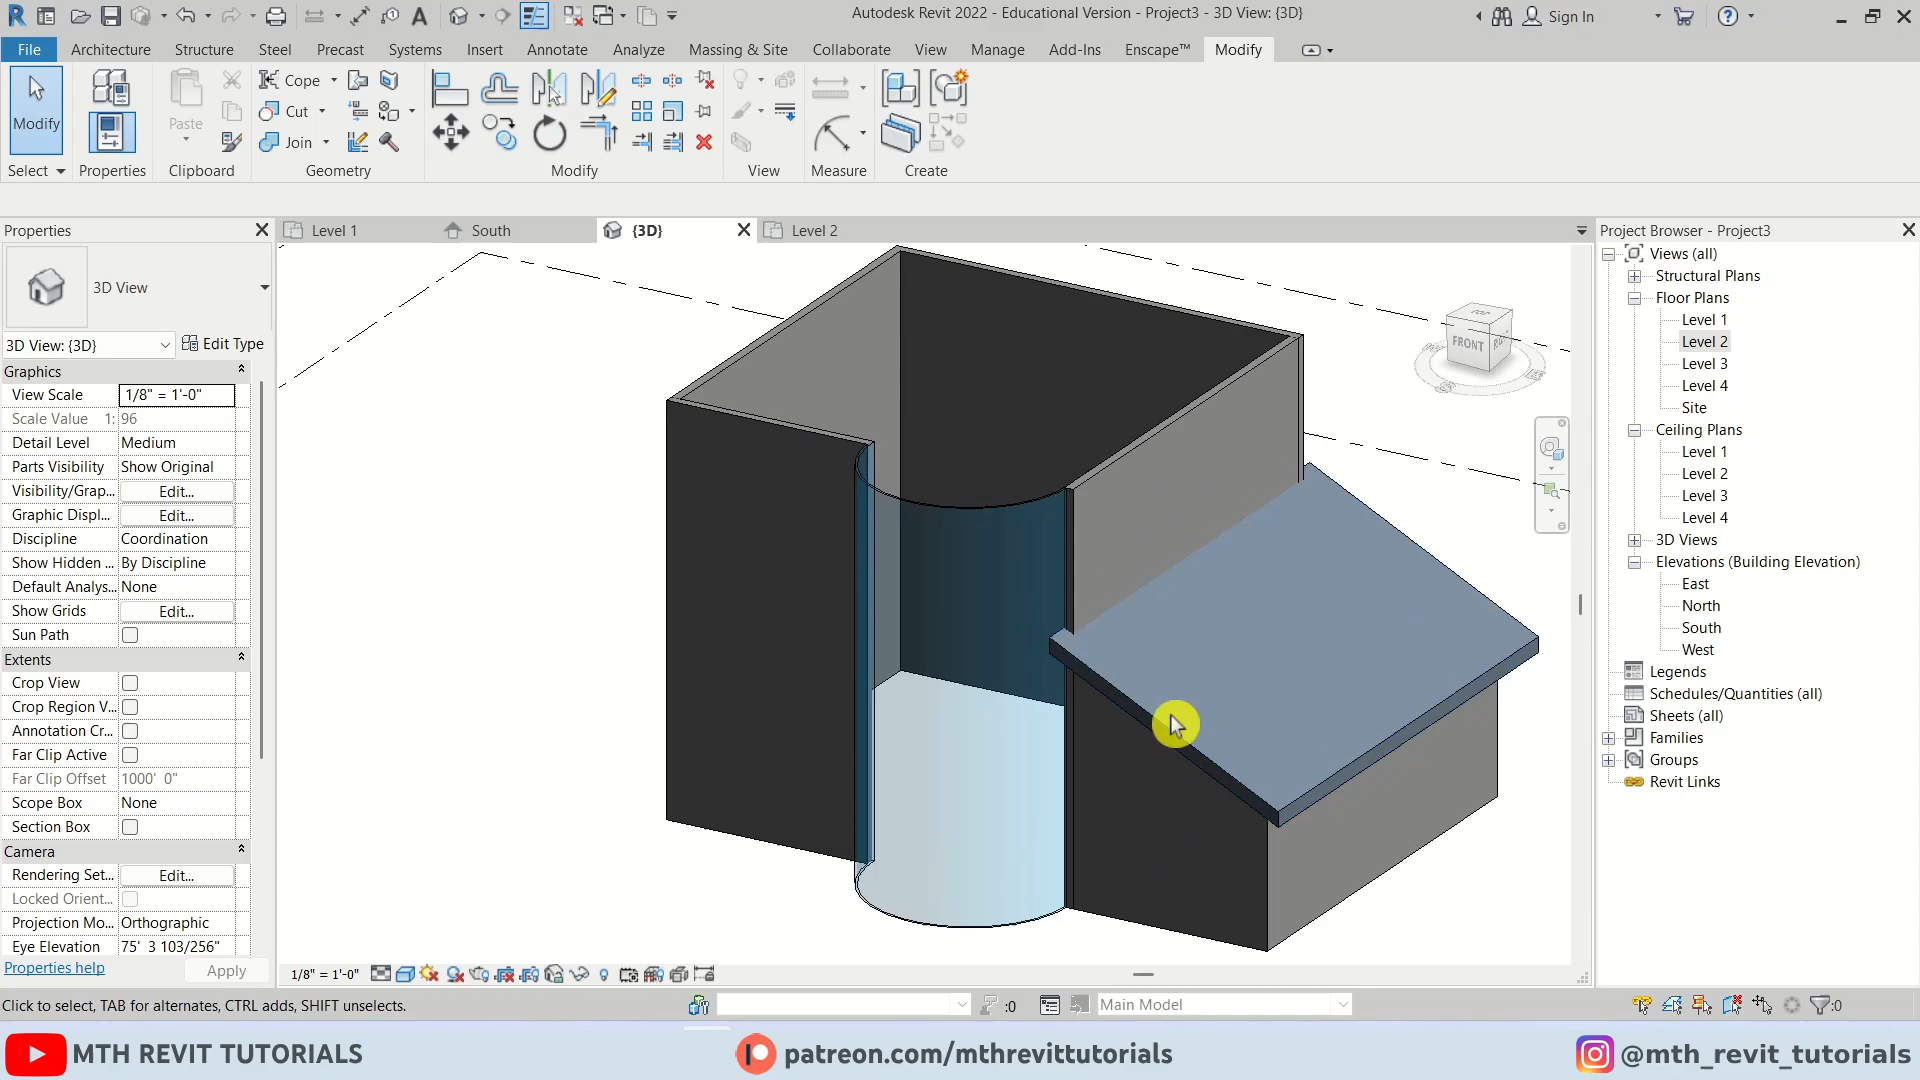 Autodesk Revit 2022 - Educational Version - Project3 - 3D View: {3D}
Sign In
File Architecture Structure Steel Precast Systems Insert Annotate Analyze Massing & Site Collaborate View Manage Add-Ins Enscape™ Modify
Modify
Paste
Cope
Cut
Join
Select Properties Clipboard Geometry Modify View Measure Create
Properties
Level 1
South
{3D}
Level 2
Project Browser - Project3
3D View
3D View: {3D}
Edit Type
Graphics
View Scale 1/8" = 1'-0"
Scale Value 1: 96
Detail Level Medium
Parts Visibility Show Original
Visibility/Grap... Edit...
Graphic Displ... Edit...
Discipline Coordination
Show Hidden ... By Discipline
Default Analys... None
Show Grids Edit...
Sun Path
Extents
Crop View
Crop Region V...
Annotation Cr...
Far Clip Active
Far Clip Offset 1000' 0"
Scope Box None
Section Box
Camera
Rendering Set... Edit...
Locked Orient...
Projection Mo... Orthographic
Eye Elevation 75' 3 103/256"
Properties help
Apply
TOP
FRONT
Views (all)
Structural Plans
Floor Plans
Level 1
Level 2
Level 3
Level 4
Site
Ceiling Plans
Level 1
Level 2
Level 3
Level 4
3D Views
Elevations (Building Elevation)
East
North
South
West
Legends
Schedules/Quantities (all)
Sheets (all)
Families
Groups
Revit Links
1/8" = 1'-0"
Click to select, TAB for alternates, CTRL adds, SHIFT unselects.
:0
Main Model
:0
MTH REVIT TUTORIALS
patreon.com/mthrevittutorials
@mth_revit_tutorials